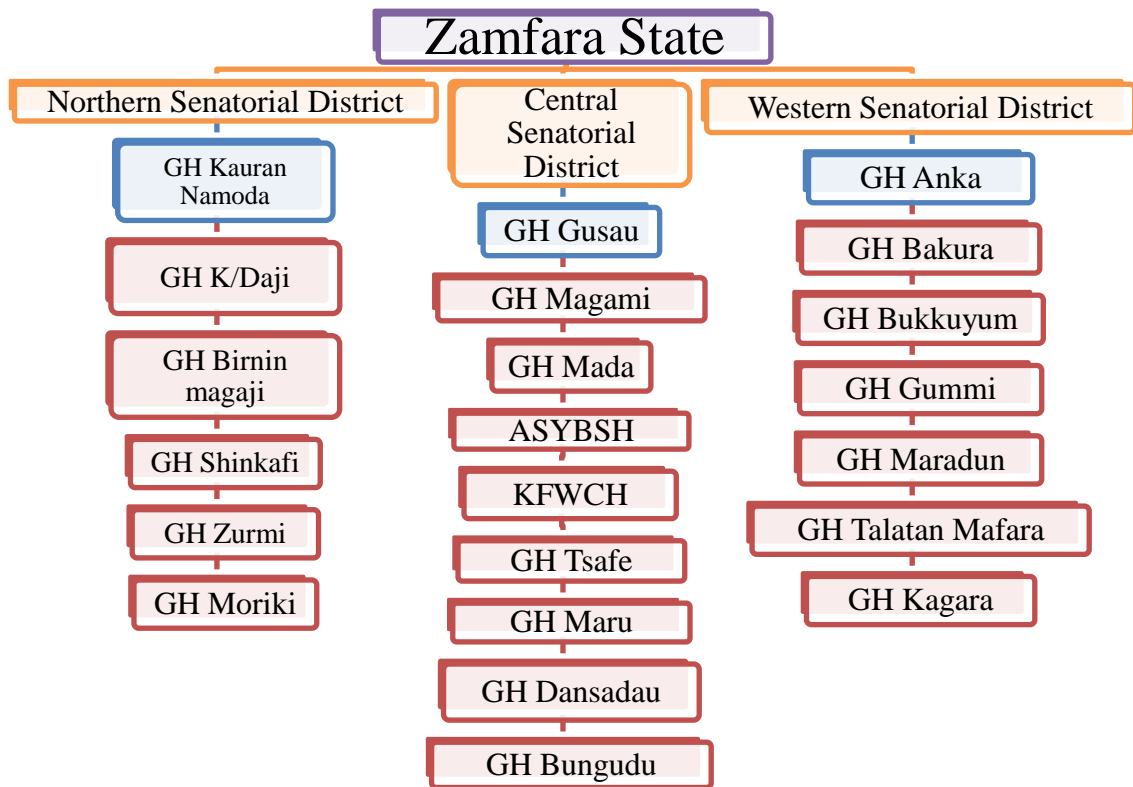 Zamfara State
Northern Senatorial District
GH Kauran
Namoda
GH K/Daji
GH Birnin
magaji
GH Shinkafi
GH Zurmi
GH Moriki
Central
Senatorial
District
GH Gusau
GH Magami
GH Mada
ASYBSH
KFWCH
GH Tsafe
GH Maru
GH Dansadau
GH Bungudu
Western Senatorial District
GH Anka
GH Bakura
GH Bukkuyum
GH Gummi
GH Maradun
GH Talatan Mafara
GH Kagara